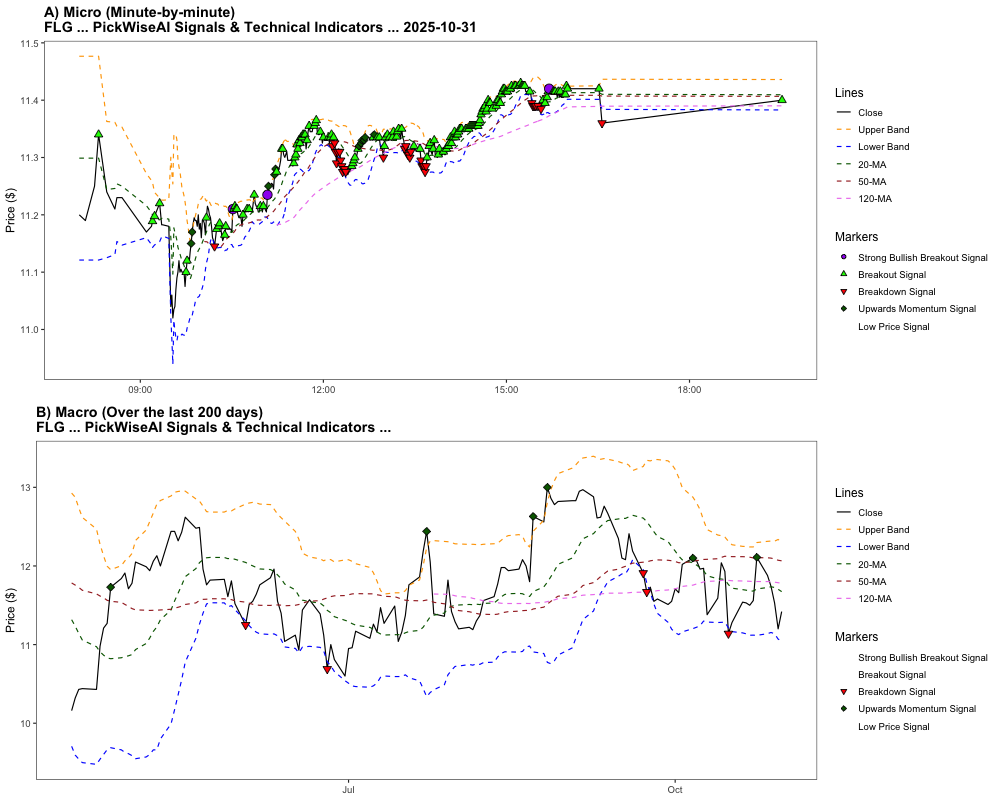 A) Micro (Minute-by-minute)
FLG ... PickWiseAI Signals & Technical Indicators ... 2025-10-31
Price ($)
11.5
11.4
11.3
11.2
11.1
11.0
09:00
12:00
15:00
18:00
Lines
Close
Upper Band
Lower Band
20-MA
50-MA
120-MA
Markers
Strong Bullish Breakout Signal
Breakout Signal
Breakdown Signal
Upwards Momentum Signal
Low Price Signal
B) Macro (Over the last 200 days)
FLG ... PickWiseAI Signals & Technical Indicators ...
Price ($)
13
12
11
10
Jul
Oct
Lines
Close
Upper Band
Lower Band
20-MA
50-MA
120-MA
Markers
Strong Bullish Breakout Signal
Breakout Signal
Breakdown Signal
Upwards Momentum Signal
Low Price Signal